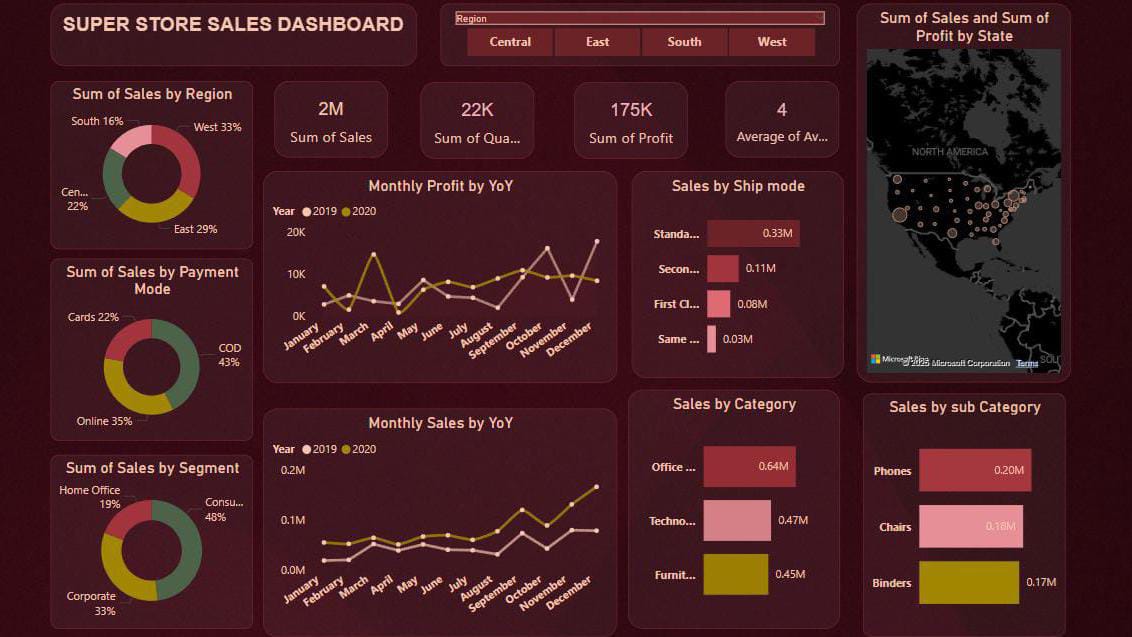 SUPER STORE SALES DASHBOARD
Region
Central East South West
Sum of Sales and Sum of
Profit by State
NORTH AMERICA
SOU
© 2025 Microsoft Corporation Terms
Sum of Sales by Region
South 16%
West 33%
Cen...
22%
East 29%
2M
Sum of Sales
22K
Sum of Qua...
175K
Sum of Profit
4
Average of Av...
Monthly Profit by YoY
Year 2019 2020
20K
10K
0K
January February March April May June July August September October November December
Sales by Ship mode
Standa... 0.33M
Secon... 0.11M
First Cl... 0.08M
Same ... 0.03M
Sum of Sales by Payment
Mode
Cards 22%
COD
43%
Online 35%
Sum of Sales by Segment
Home Office
19%
Consu...
48%
Corporate
33%
Monthly Sales by YoY
Year 2019 2020
0.2M
0.1M
0.0M
January February March April May June July August September October November December
Sales by Category
Office ... 0.64M
Techno... 0.47M
Furnit... 0.45M
Sales by sub Category
Phones 0.20M
Chairs 0.18M
Binders 0.17M